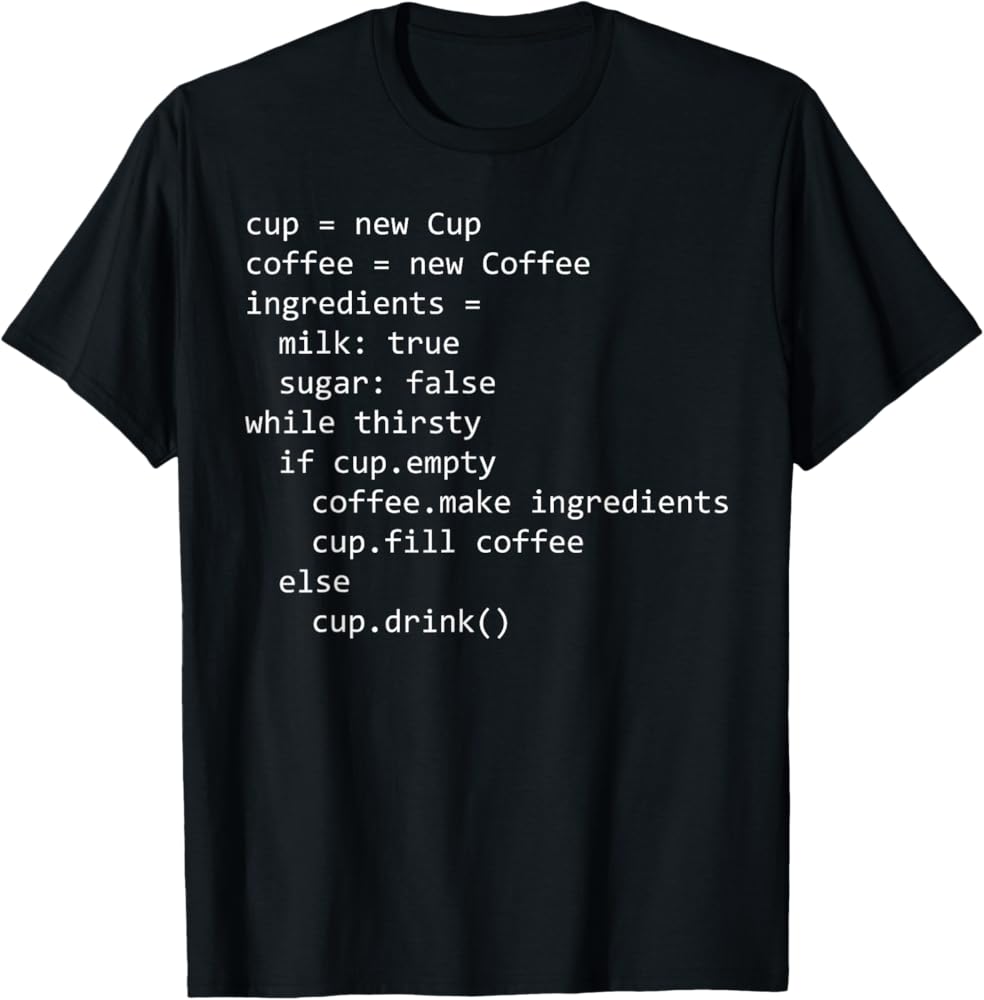 cup = new Cup
coffee = new Coffee
ingredients =
  milk: true
  sugar: false
while thirsty
  if cup.empty
    coffee.make ingredients
    cup.fill coffee
  else
    cup.drink()